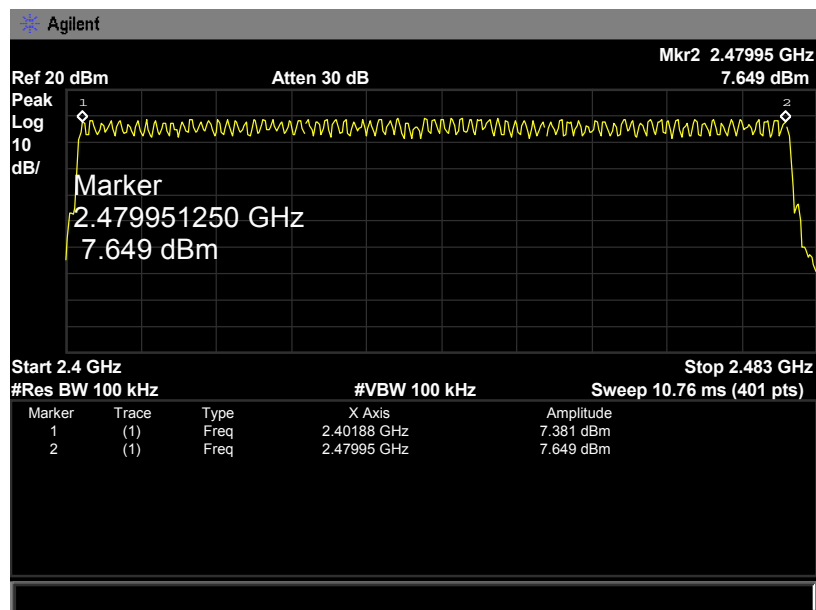 Agilent
Mkr2 2.47995 GHz
Ref 20 dBm Atten 30 dB 7.649 dBm
Peak
Log
10
dB/
1 2
Marker
2.479951250 GHz
7.649 dBm
Start 2.4 GHz Stop 2.483 GHz
#Res BW 100 kHz #VBW 100 kHz Sweep 10.76 ms (401 pts)
Marker Trace Type X Axis Amplitude
1 (1) Freq 2.40188 GHz 7.381 dBm
2 (1) Freq 2.47995 GHz 7.649 dBm